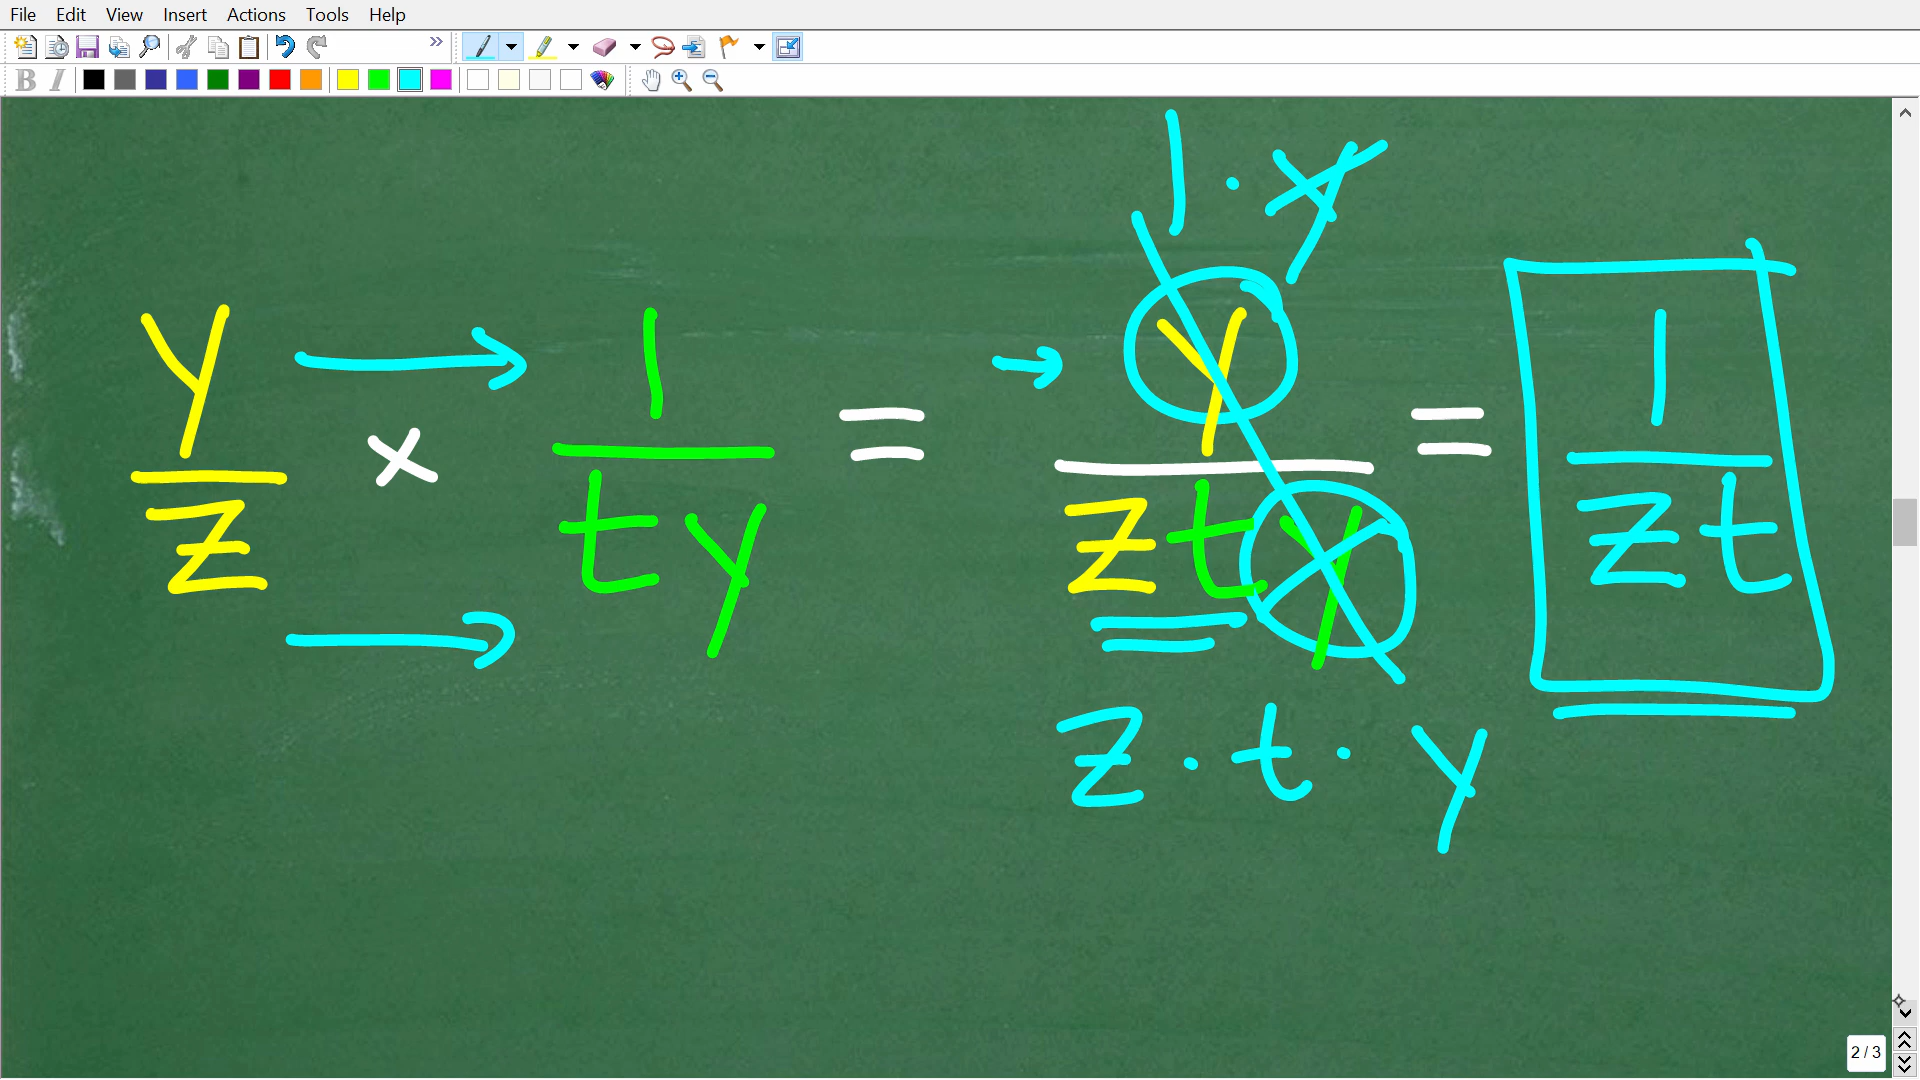 File Edit View Insert Actions Tools Help
B I
1 · y
y/z × 1/ty = y/zty = 1/zt
z · t · y
2 / 3